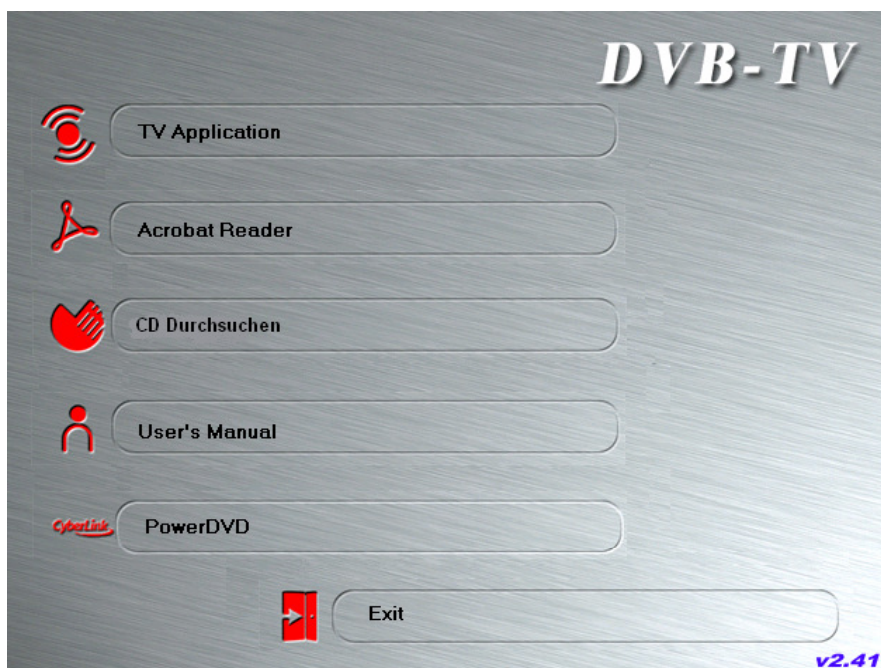 DVB-TV
TV Application
Acrobat Reader
CD Durchsuchen
User's Manual
CyberLink
PowerDVD
Exit
v2.41